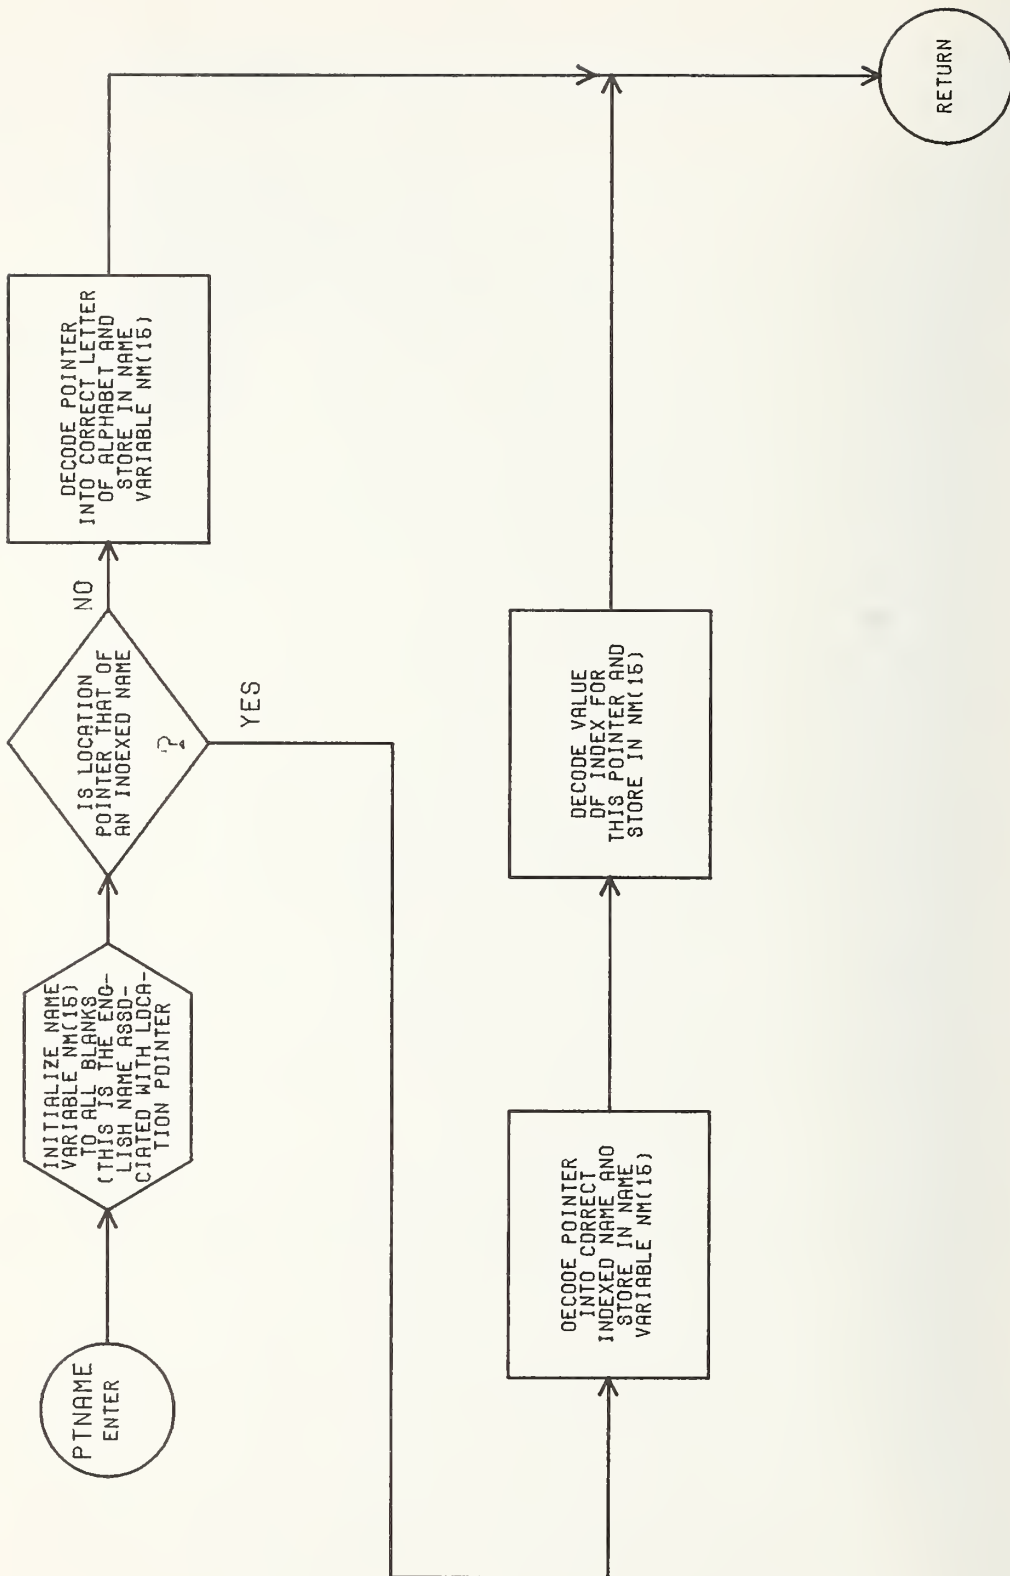 PTNAME
ENTER
INITIALIZE NAME
VARIABLE NM(15)
TO ALL BLANKS
(THIS IS THE ENG-
LISH NAME ASSO-
CIATED WITH LOCA-
TION POINTER
IS LOCATION
POINTER THAT OF
AN INDEXED NAME
?
NO
YES
DECODE POINTER
INTO CORRECT LETTER
OF ALPHABET AND
STORE IN NAME
VARIABLE NM(15)
DECODE POINTER
INTO CORRECT
INDEXED NAME AND
STORE IN NAME
VARIABLE NM(15)
DECODE VALUE
OF INDEX FOR
THIS POINTER AND
STORE IN NM(15)
RETURN